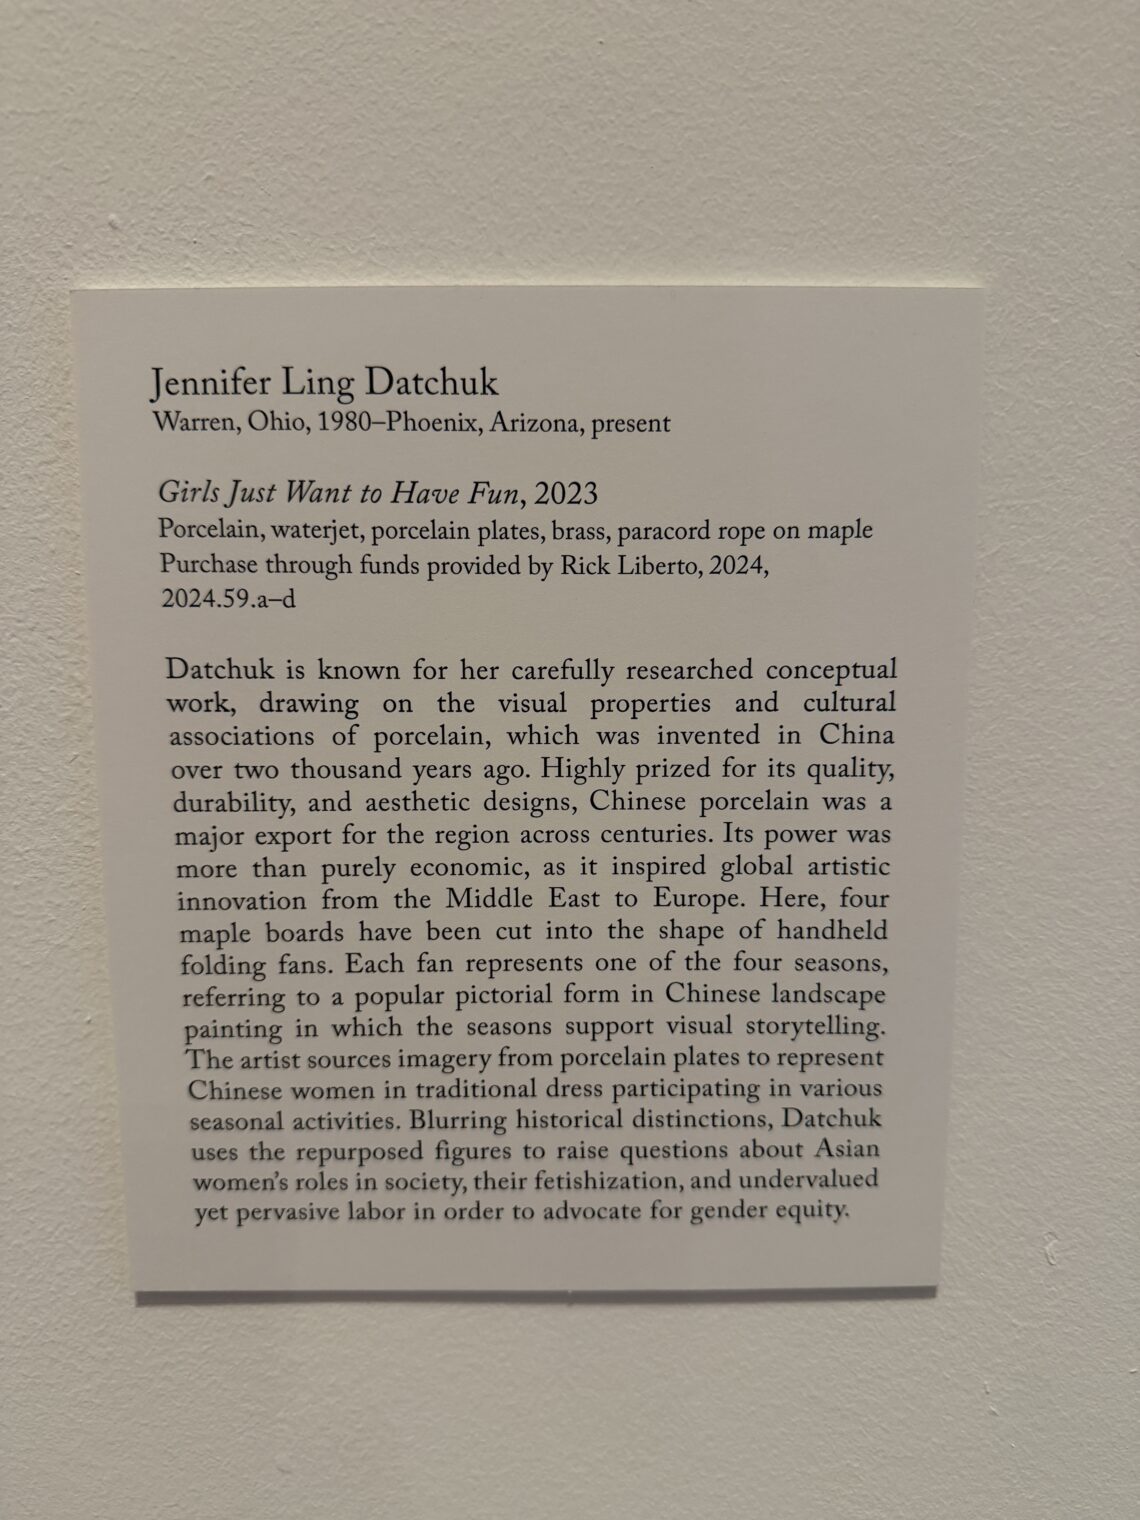 Jennifer Ling Datchuk
Warren, Ohio, 1980–Phoenix, Arizona, present
Girls Just Want to Have Fun, 2023
Porcelain, waterjet, porcelain plates, brass, paracord rope on maple
Purchase through funds provided by Rick Liberto, 2024,
2024.59.a–d
Datchuk is known for her carefully researched conceptual
work, drawing on the visual properties and cultural
associations of porcelain, which was invented in China
over two thousand years ago. Highly prized for its quality,
durability, and aesthetic designs, Chinese porcelain was a
major export for the region across centuries. Its power was
more than purely economic, as it inspired global artistic
innovation from the Middle East to Europe. Here, four
maple boards have been cut into the shape of handheld
folding fans. Each fan represents one of the four seasons,
referring to a popular pictorial form in Chinese landscape
painting in which the seasons support visual storytelling.
The artist sources imagery from porcelain plates to represent
Chinese women in traditional dress participating in various
seasonal activities. Blurring historical distinctions, Datchuk
uses the repurposed figures to raise questions about Asian
women’s roles in society, their fetishization, and undervalued
yet pervasive labor in order to advocate for gender equity.